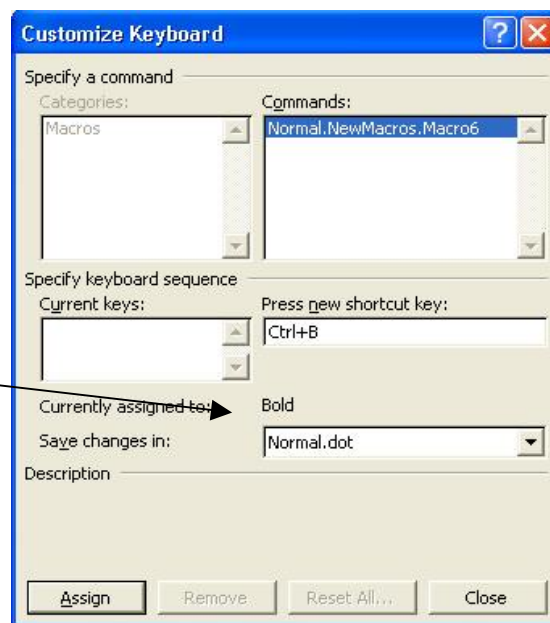 Customize Keyboard
Specify a command
Categories:
Commands:
Macros
Normal.NewMacros.Macro6
Specify keyboard sequence
Current keys:
Press new shortcut key:
Ctrl+B
Currently assigned to:
Bold
Save changes in:
Normal.dot
Description
Assign
Remove
Reset All...
Close